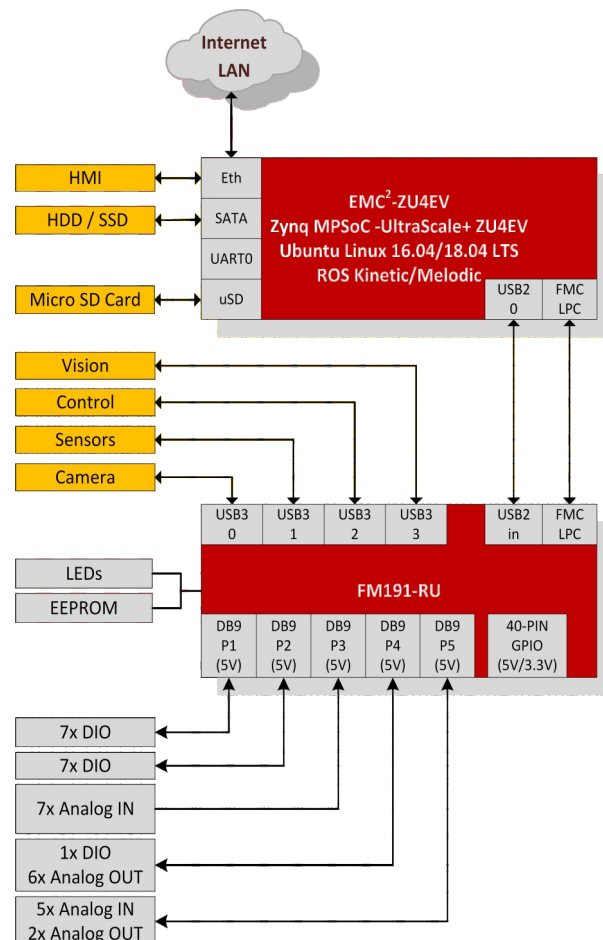 Internet
LAN
HMI
HDD / SSD
Micro SD Card
Eth
SATA
UART0
uSD
EMC²-ZU4EV
Zynq MPSoC -UltraScale+ ZU4EV
Ubuntu Linux 16.04/18.04 LTS
ROS Kinetic/Melodic
USB2
0
FMC
LPC
Vision
Control
Sensors
Camera
USB3
0
USB3
1
USB3
2
USB3
3
USB2
in
FMC
LPC
LEDs
EEPROM
FM191-RU
DB9
P1
(5V)
DB9
P2
(5V)
DB9
P3
(5V)
DB9
P4
(5V)
DB9
P5
(5V)
40-PIN
GPIO
(5V/3.3V)
7x DIO
7x DIO
7x Analog IN
1x DIO
6x Analog OUT
5x Analog IN
2x Analog OUT